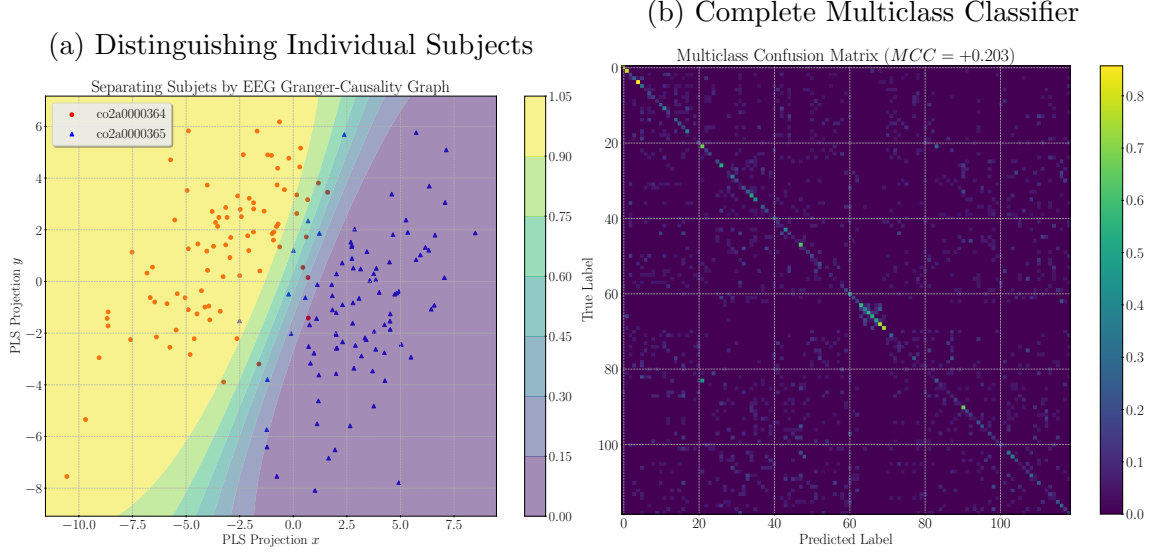 (a) Distinguishing Individual Subjects
Separating Subjets by EEG Granger-Causality Graph
co2a0000364
co2a0000365
6
4
2
0
−2
−4
−6
−8
PLS Projection y
−10.0 −7.5 −5.0 −2.5 0.0 2.5 5.0 7.5
PLS Projection x
1.05
0.90
0.75
0.60
0.45
0.30
0.15
0.00
(b) Complete Multiclass Classifier
Multiclass Confusion Matrix (MCC = +0.203)
0
20
40
60
80
100
True Label
0 20 40 60 80 100
Predicted Label
0.8
0.7
0.6
0.5
0.4
0.3
0.2
0.1
0.0